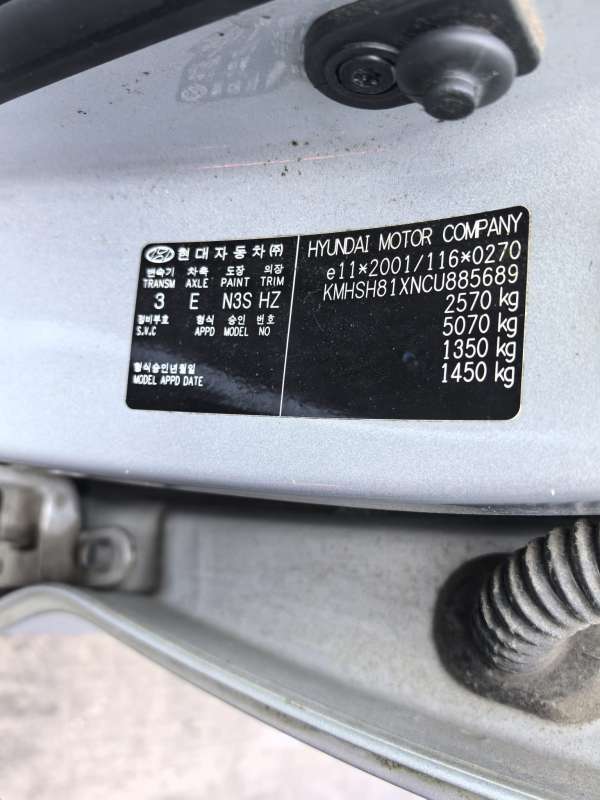 현대자동차㈜
변속기 차축 도장 외장
TRANSM AXLE PAINT TRIM
3 E N3S HZ
정비부호 형식 승인 번호
S.V.C APPD MODEL NO
형식승인년월일
MODEL APPD DATE
HYUNDAI MOTOR COMPANY
e11*2001/116*0270
KMHSH81XNCU885689
2570 kg
5070 kg
1350 kg
1450 kg